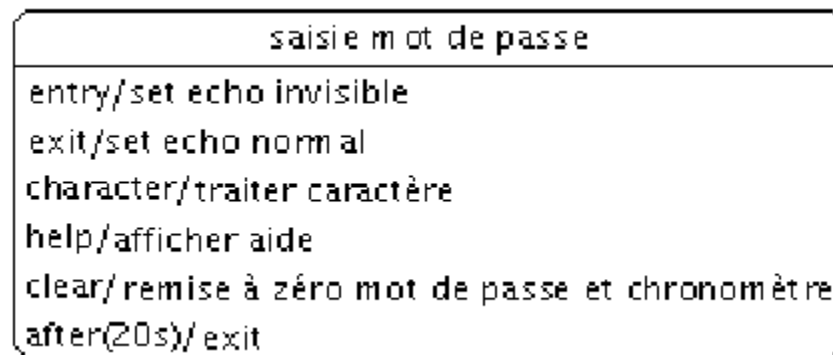 saisie mot de passe
entry/set echo invisible
exit/set echo normal
character/traiter caractère
help/afficher aide
clear/remise à zéro mot de passe et chronomètre
after(20s)/exit